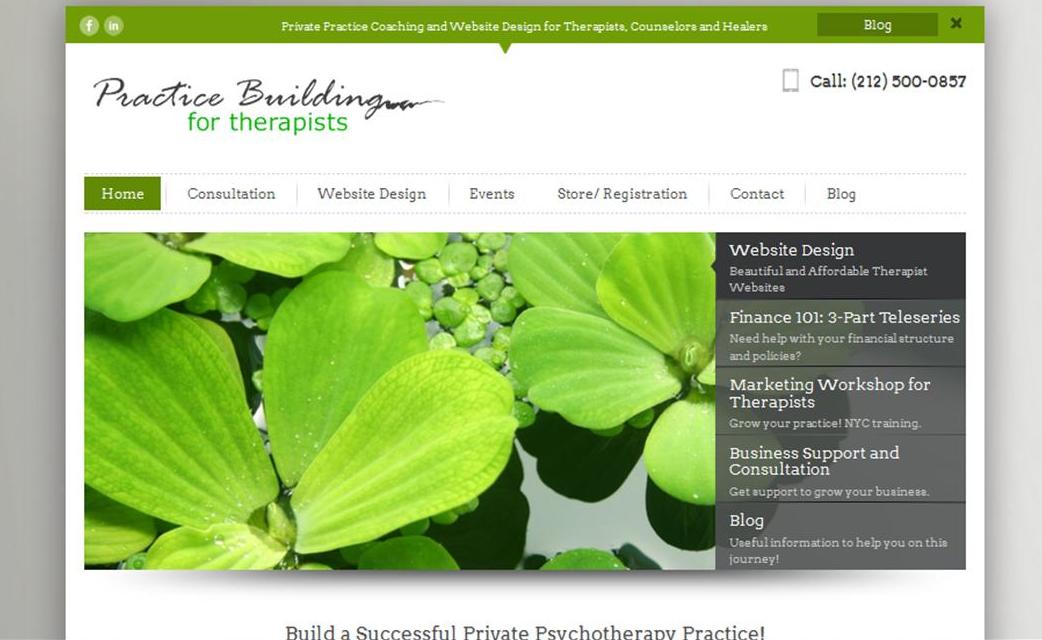 f in
Private Practice Coaching and Website Design for Therapists, Counselors and Healers
Blog
Practice Building
for therapists
Call: (212) 500-0857
Home Consultation Website Design Events Store/ Registration Contact Blog
Website Design
Beautiful and Affordable Therapist
Websites
Finance 101: 3-Part Teleseries
Need help with your financial structure
and policies?
Marketing Workshop for
Therapists
Grow your practice! NYC training.
Business Support and
Consultation
Get support to grow your business.
Blog
Useful information to help you on this
journey!
Build a Successful Private Psychotherapy Practice!